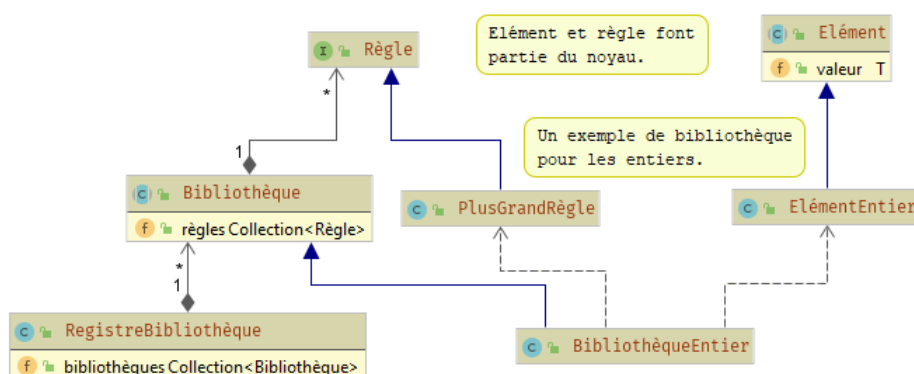 I Règle
Elément et règle font
partie du noyau.
C Elément
f valeur T
*
1
Un exemple de bibliothèque
pour les entiers.
C Bibliothèque
f règles Collection<Règle>
C PlusGrandRègle
C ElémentEntier
*
1
C RegistreBibliothèque
f bibliothèques Collection<Bibliothèque>
C BibliothèqueEntier